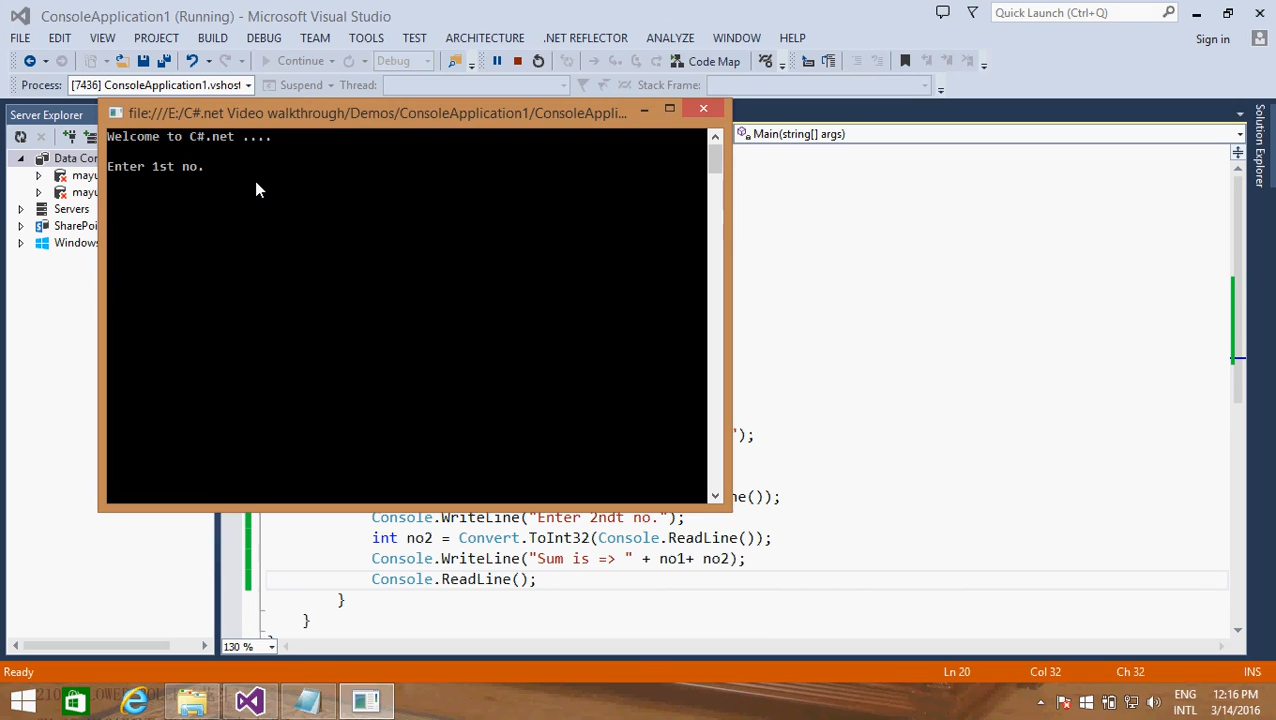 ConsoleApplication1 (Running) - Microsoft Visual Studio
Quick Launch (Ctrl+Q)
FILE EDIT VIEW PROJECT BUILD DEBUG TEAM TOOLS TEST ARCHITECTURE .NET REFLECTOR ANALYZE WINDOW HELP
Sign in
Continue Debug Code Map
Process: [7436] ConsoleApplication1.vshost Suspend Thread: Stack Frame:
Server Explorer
file:///E:/C#.net Video walkthrough/Demos/ConsoleApplication1/ConsoleAppli...
Main(string[] args)
Solution Explorer
Welcome to C#.net ....
Enter 1st no.
Data Con
mayu
mayu
Servers
SharePoi
Windows
");
ne());
Console.WriteLine("Enter 2ndt no.");
int no2 = Convert.ToInt32(Console.ReadLine());
Console.WriteLine("Sum is => " + no1+ no2);
Console.ReadLine();
}
}
130 %
Ready
Ln 20 Col 32 Ch 32 INS
ENG
INTL
12:16 PM
3/14/2016